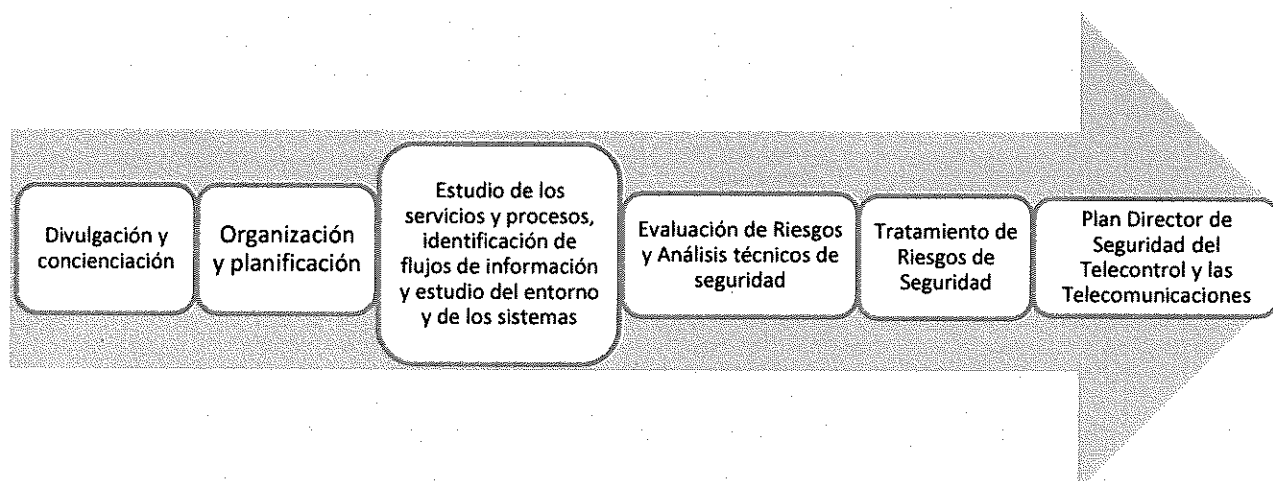 Divulgación y
concienciación
Organización
y planificación
Estudio de los
servicios y procesos,
identificación de
flujos de información
y estudio del entorno
y de los sistemas
Evaluación de Riesgos
y Análisis técnicos de
seguridad
Tratamiento de
Riesgos de
Seguridad
Plan Director de
Seguridad del
Telecontrol y las
Telecomunicaciones